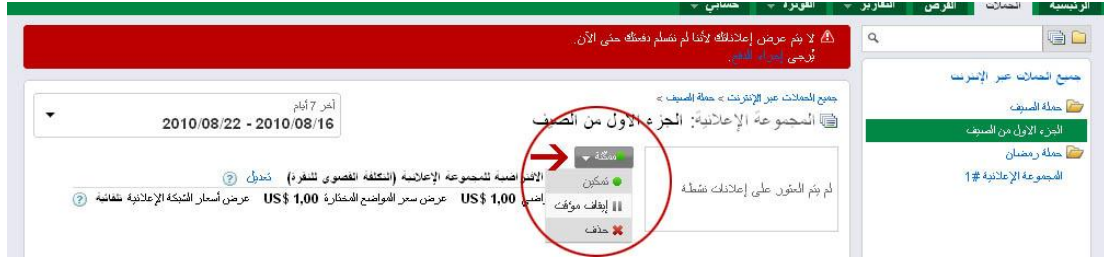 الرئيسية الحملات الفرص التقارير الفوترة حسابي
لا يتم عرض إعلاناتك لأننا لم نستلم دفعتك حتى الآن.
يُرجى إجراء الدفع.
جميع الحملات عبر الإنترنت
حملة الصيف
الجزء الاول من الصيف
حملة رمضان
المجموعة الإعلانية #1
جميع الحملات عبر الإنترنت > حملة الصيف >
المجموعة الإعلانية: الجزء الاول من الصيف
آخر 7 أيام
2010/08/22 - 2010/08/16
لم يتم العثور على إعلانات نشطة
ممكّنة
تمكين
إيقاف مؤقت
حذف
الافتراضية للمجموعة الإعلانية (التكلفة القصوى للنقرة) تعديل ?
US$ 1,00 عرض سعر المواضع المختارة US$ 1,00 عرض أسعار الشبكة الإعلانية تلقائية ?